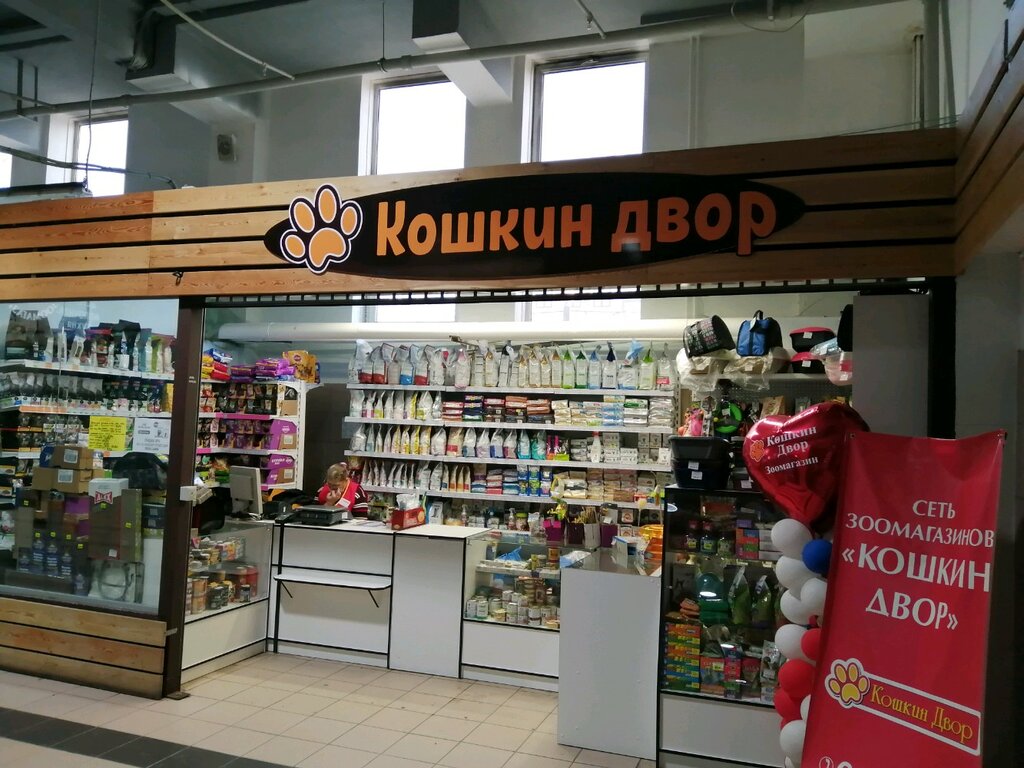 Кошкин двор
Кошкин
Двор
Зоомагазин
СЕТЬ
ЗООМАГАЗИНОВ
«КОШКИН
ДВОР»
Кошкин Двор